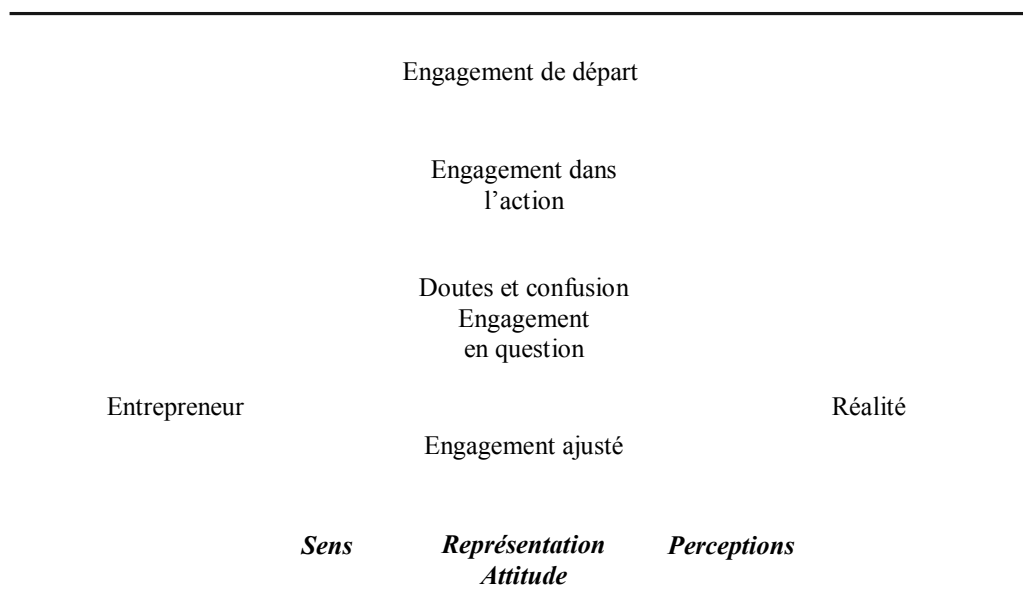 Engagement de départ
Engagement dans
l’action
Doutes et confusion
Engagement
en question
Entrepreneur
Réalité
Engagement ajusté
Sens
Représentation
Attitude
Perceptions